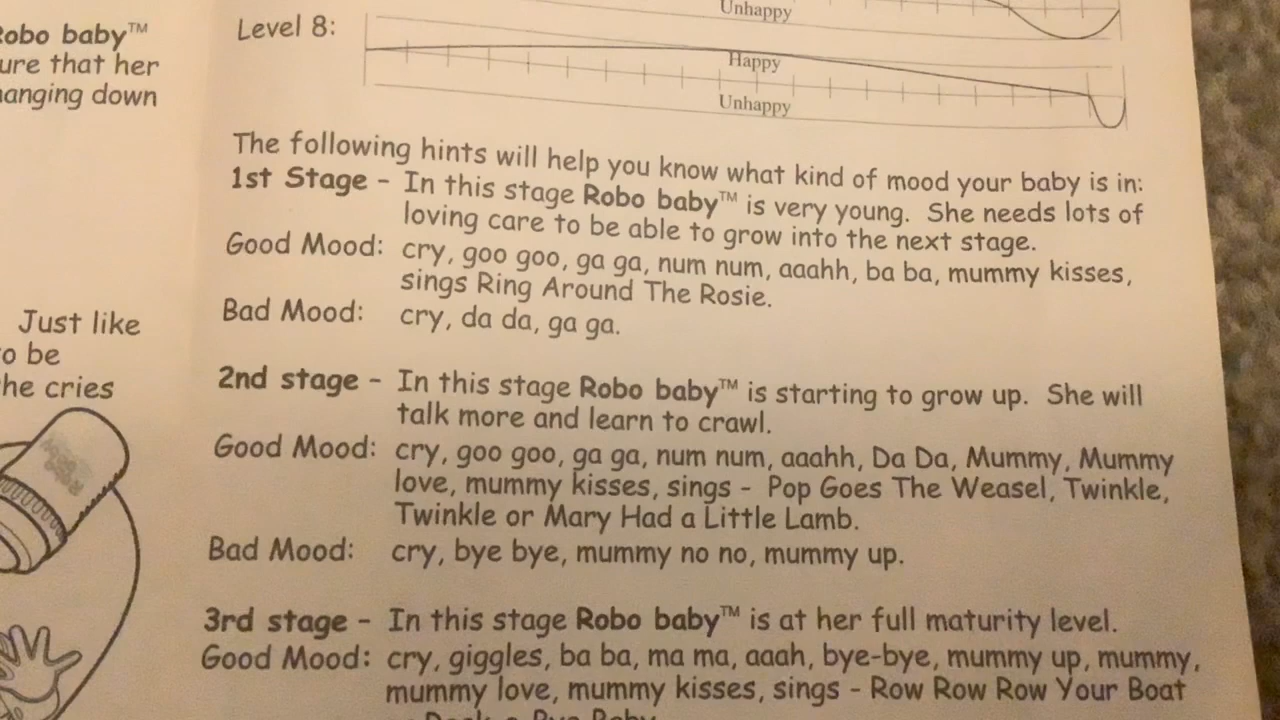 Robo baby™
ure that her
hanging down
Just like
to be
he cries
Unhappy
Level 8:
Happy
Unhappy
The following hints will help you know what kind of mood your baby is in:
1st Stage - In this stage Robo baby™ is very young. She needs lots of
loving care to be able to grow into the next stage.
Good Mood: cry, goo goo, ga ga, num num, aaahh, ba ba, mummy kisses,
sings Ring Around The Rosie.
Bad Mood: cry, da da, ga ga.
2nd stage - In this stage Robo baby™ is starting to grow up. She will
talk more and learn to crawl.
Good Mood: cry, goo goo, ga ga, num num, aaahh, Da Da, Mummy, Mummy
love, mummy kisses, sings - Pop Goes The Weasel, Twinkle,
Twinkle or Mary Had a Little Lamb.
Bad Mood: cry, bye bye, mummy no no, mummy up.
3rd stage - In this stage Robo baby™ is at her full maturity level.
Good Mood: cry, giggles, ba ba, ma ma, aaah, bye-bye, mummy up, mummy,
mummy love, mummy kisses, sings - Row Row Row Your Boat